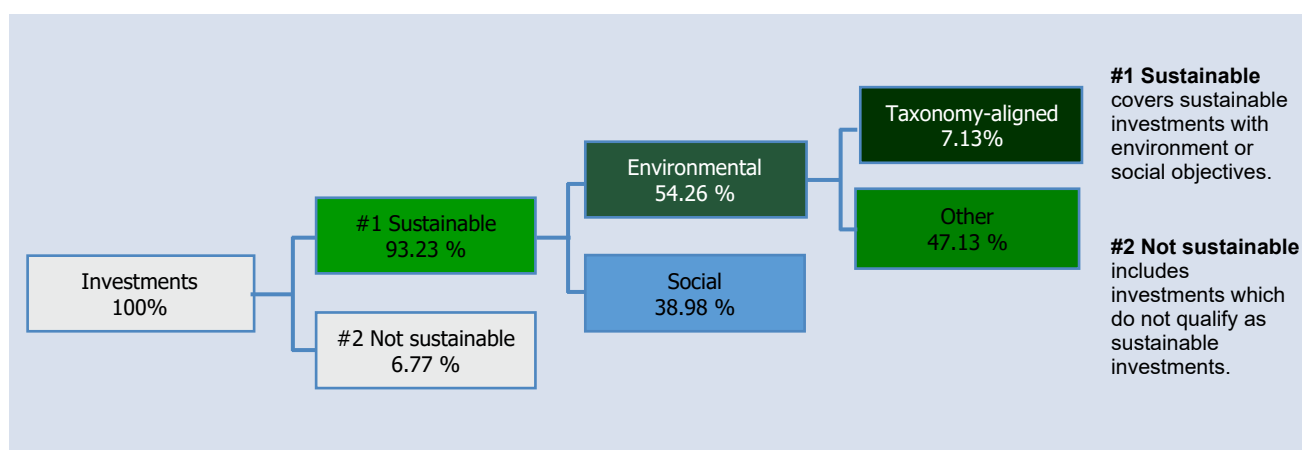 Investments
100%
#1 Sustainable
93.23 %
#2 Not sustainable
6.77 %
Environmental
54.26 %
Social
38.98 %
Taxonomy-aligned
7.13%
Other
47.13 %
#1 Sustainable
covers sustainable
investments with
environment or
social objectives.
#2 Not sustainable
includes
investments which
do not qualify as
sustainable
investments.